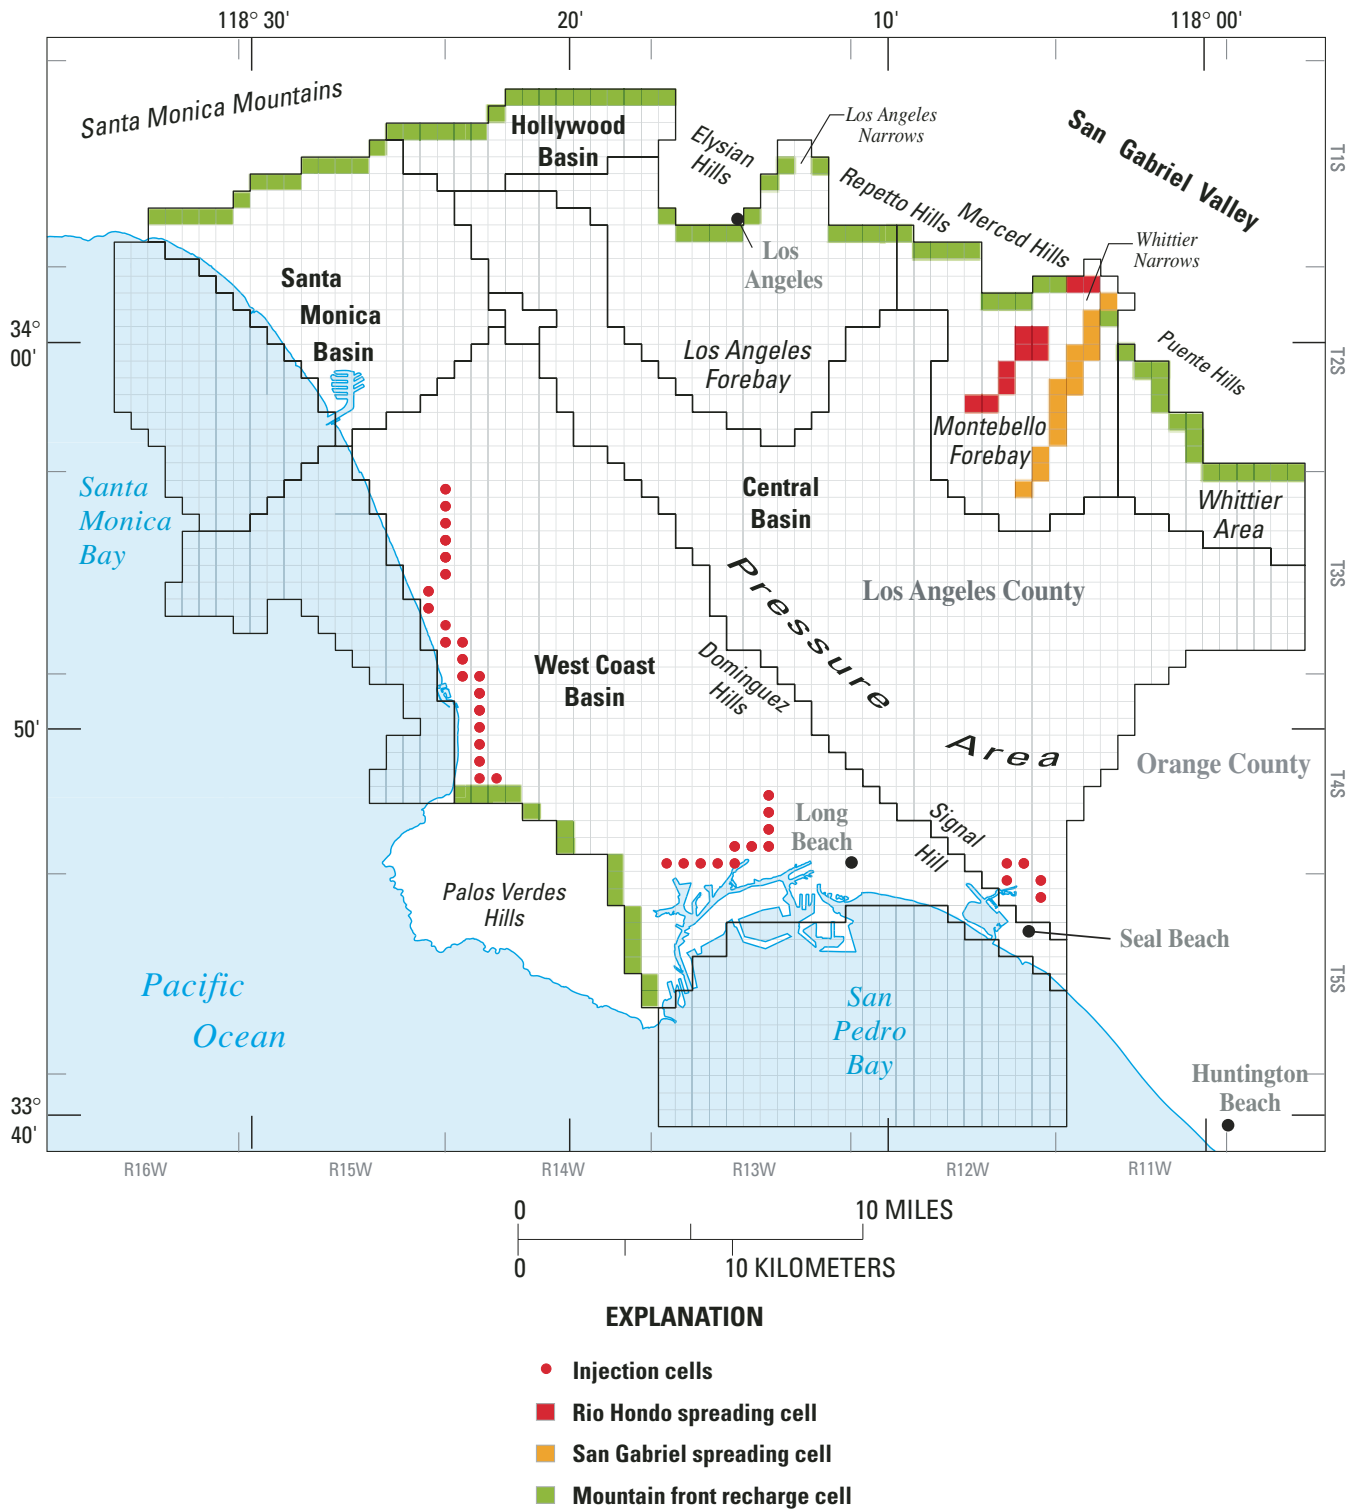 118° 30'
20'
10'
118° 00'
Santa Monica Mountains
Hollywood
Basin
Elysian
Hills
Los Angeles
Narrows
San Gabriel Valley
T1S
Repetto Hills
Merced Hills
Whittier
Narrows
Los
Angeles
Santa
Monica
Basin
34°
00'
Los Angeles
Forebay
Puente Hills
T2S
Montebello
Forebay
Santa
Monica
Bay
Central
Basin
Whittier
Area
T3S
Pressure
Area
Los Angeles County
West Coast
Basin
Dominguez
Hills
50'
Orange County
T4S
Long
Beach
Signal
Hill
Palos Verdes
Hills
Seal Beach
T5S
Pacific
Ocean
San
Pedro
Bay
Huntington
Beach
33°
40'
R16W
R15W
R14W
R13W
R12W
R11W
0
10 MILES
0
10 KILOMETERS
EXPLANATION
Injection cells
Rio Hondo spreading cell
San Gabriel spreading cell
Mountain front recharge cell